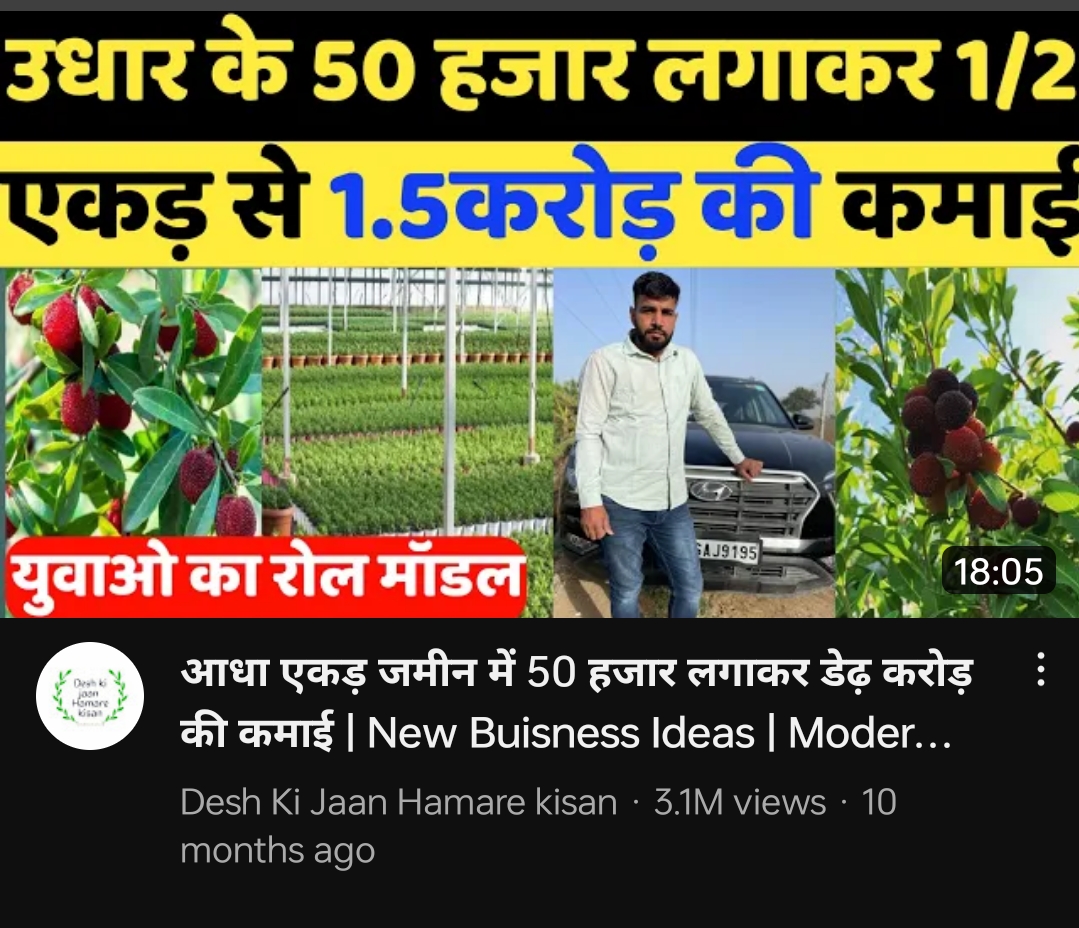 उधार के 50 हजार लगाकर 1/2
एकड़ से 1.5करोड़ की कमाई
GAJ9195
युवाओ का रोल मॉडल
18:05
Desh ki
jaan
Hamare
kisan
आधा एकड़ जमीन में 50 हजार लगाकर डेढ़ करोड़
की कमाई | New Buisness Ideas | Moder...
Desh Ki Jaan Hamare kisan · 3.1M views · 10
months ago